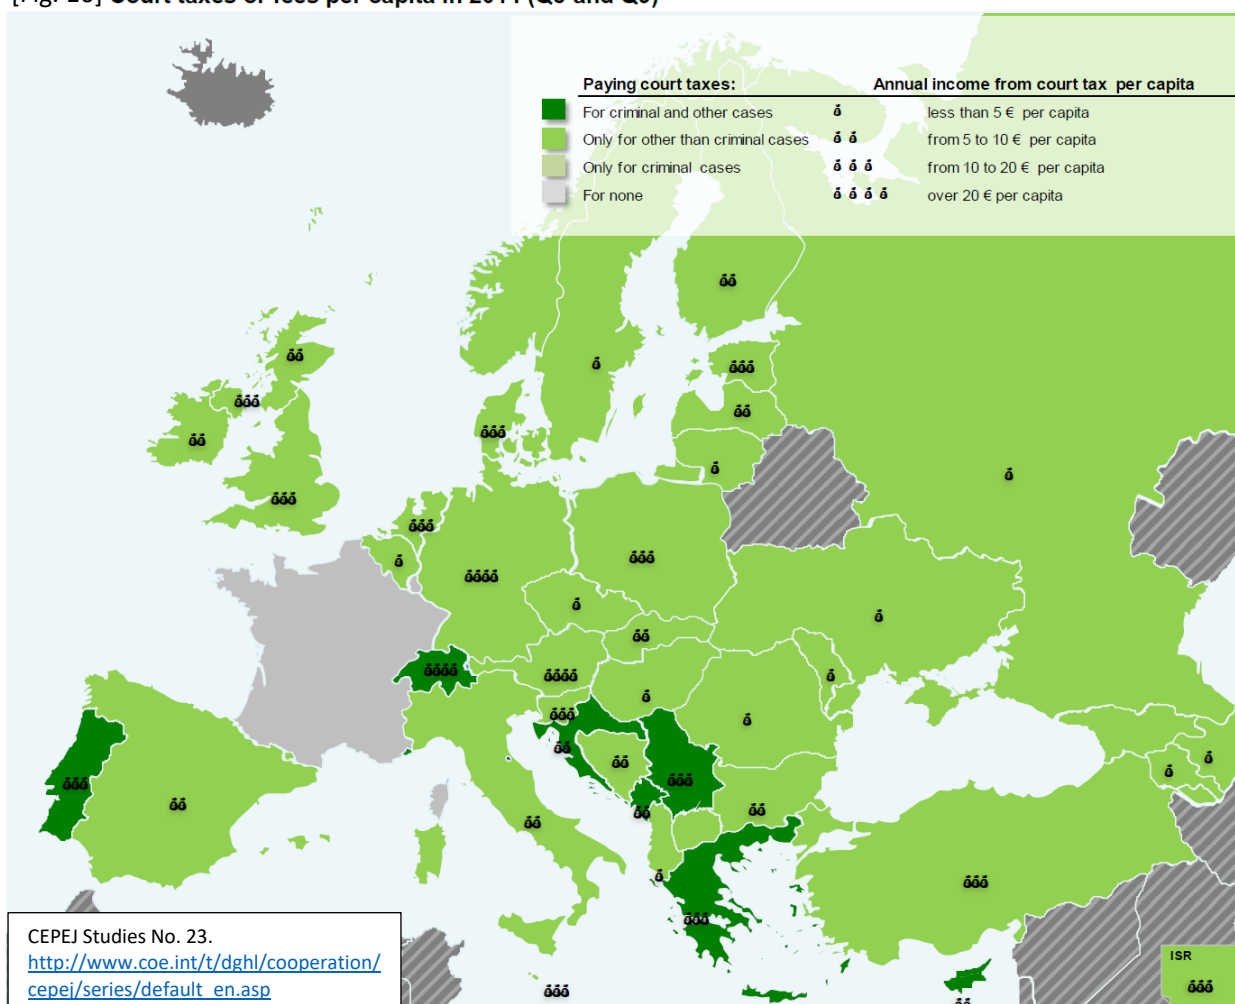 Paying court taxes: Annual income from court tax per capita
For criminal and other cases less than 5 € per capita
Only for other than criminal cases from 5 to 10 € per capita
Only for criminal cases from 10 to 20 € per capita
For none over 20 € per capita
CEPEJ Studies No. 23.
http://www.coe.int/t/dghl/cooperation/
cepej/series/default_en.asp
ISR